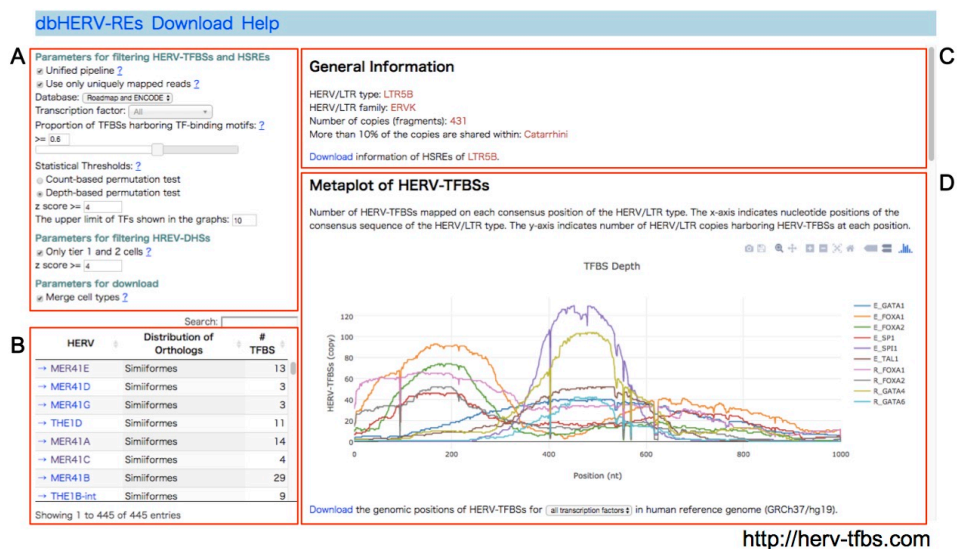 dbHERV-REs Download Help
A
Parameters for filtering HERV-TFBSs and HSREs
Unified pipeline ?
Use only uniquely mapped reads ?
Database: Roadmap and ENCODE
Transcription factor: All
Proportion of TFBSs harboring TF-binding motifs: ?
>= 0.6
Statistical Thresholds: ?
Count-based permutation test
Depth-based permutation test
z score >= 4
The upper limit of TFs shown in the graphs: 10
Parameters for filtering HREV-DHSs
Only tier 1 and 2 cells ?
z score >= 4
Parameters for download
Merge cell types ?
B
Search:
HERV Distribution of Orthologs # TFBS
→ MER41E Simiiformes 13
→ MER41D Simiiformes 3
→ MER41G Simiiformes 3
→ THE1D Simiiformes 11
→ MER41A Simiiformes 14
→ MER41C Simiiformes 4
→ MER41B Simiiformes 29
→ THE1B-int Simiiformes 9
Showing 1 to 445 of 445 entries
C
General Information
HERV/LTR type: LTR5B
HERV/LTR family: ERVK
Number of copies (fragments): 431
More than 10% of the copies are shared within: Catarrhini
Download information of HSREs of LTR5B.
D
Metaplot of HERV-TFBSs
Number of HERV-TFBSs mapped on each consensus position of the HERV/LTR type. The x-axis indicates nucleotide positions of the
consensus sequence of the HERV/LTR type. The y-axis indicates number of HERV/LTR copies harboring HERV-TFBSs at each position.
TFBS Depth
HERV-TFBSs (copy)
120
100
80
60
40
20
0
0 200 400 600 800 1000
Position (nt)
E_GATA1
E_FOXA1
E_FOXA2
E_SP1
E_SPI1
E_TAL1
R_FOXA1
R_FOXA2
R_GATA4
R_GATA6
Download the genomic positions of HERV-TFBSs for all transcription factors in human reference genome (GRCh37/hg19).
http://herv-tfbs.com